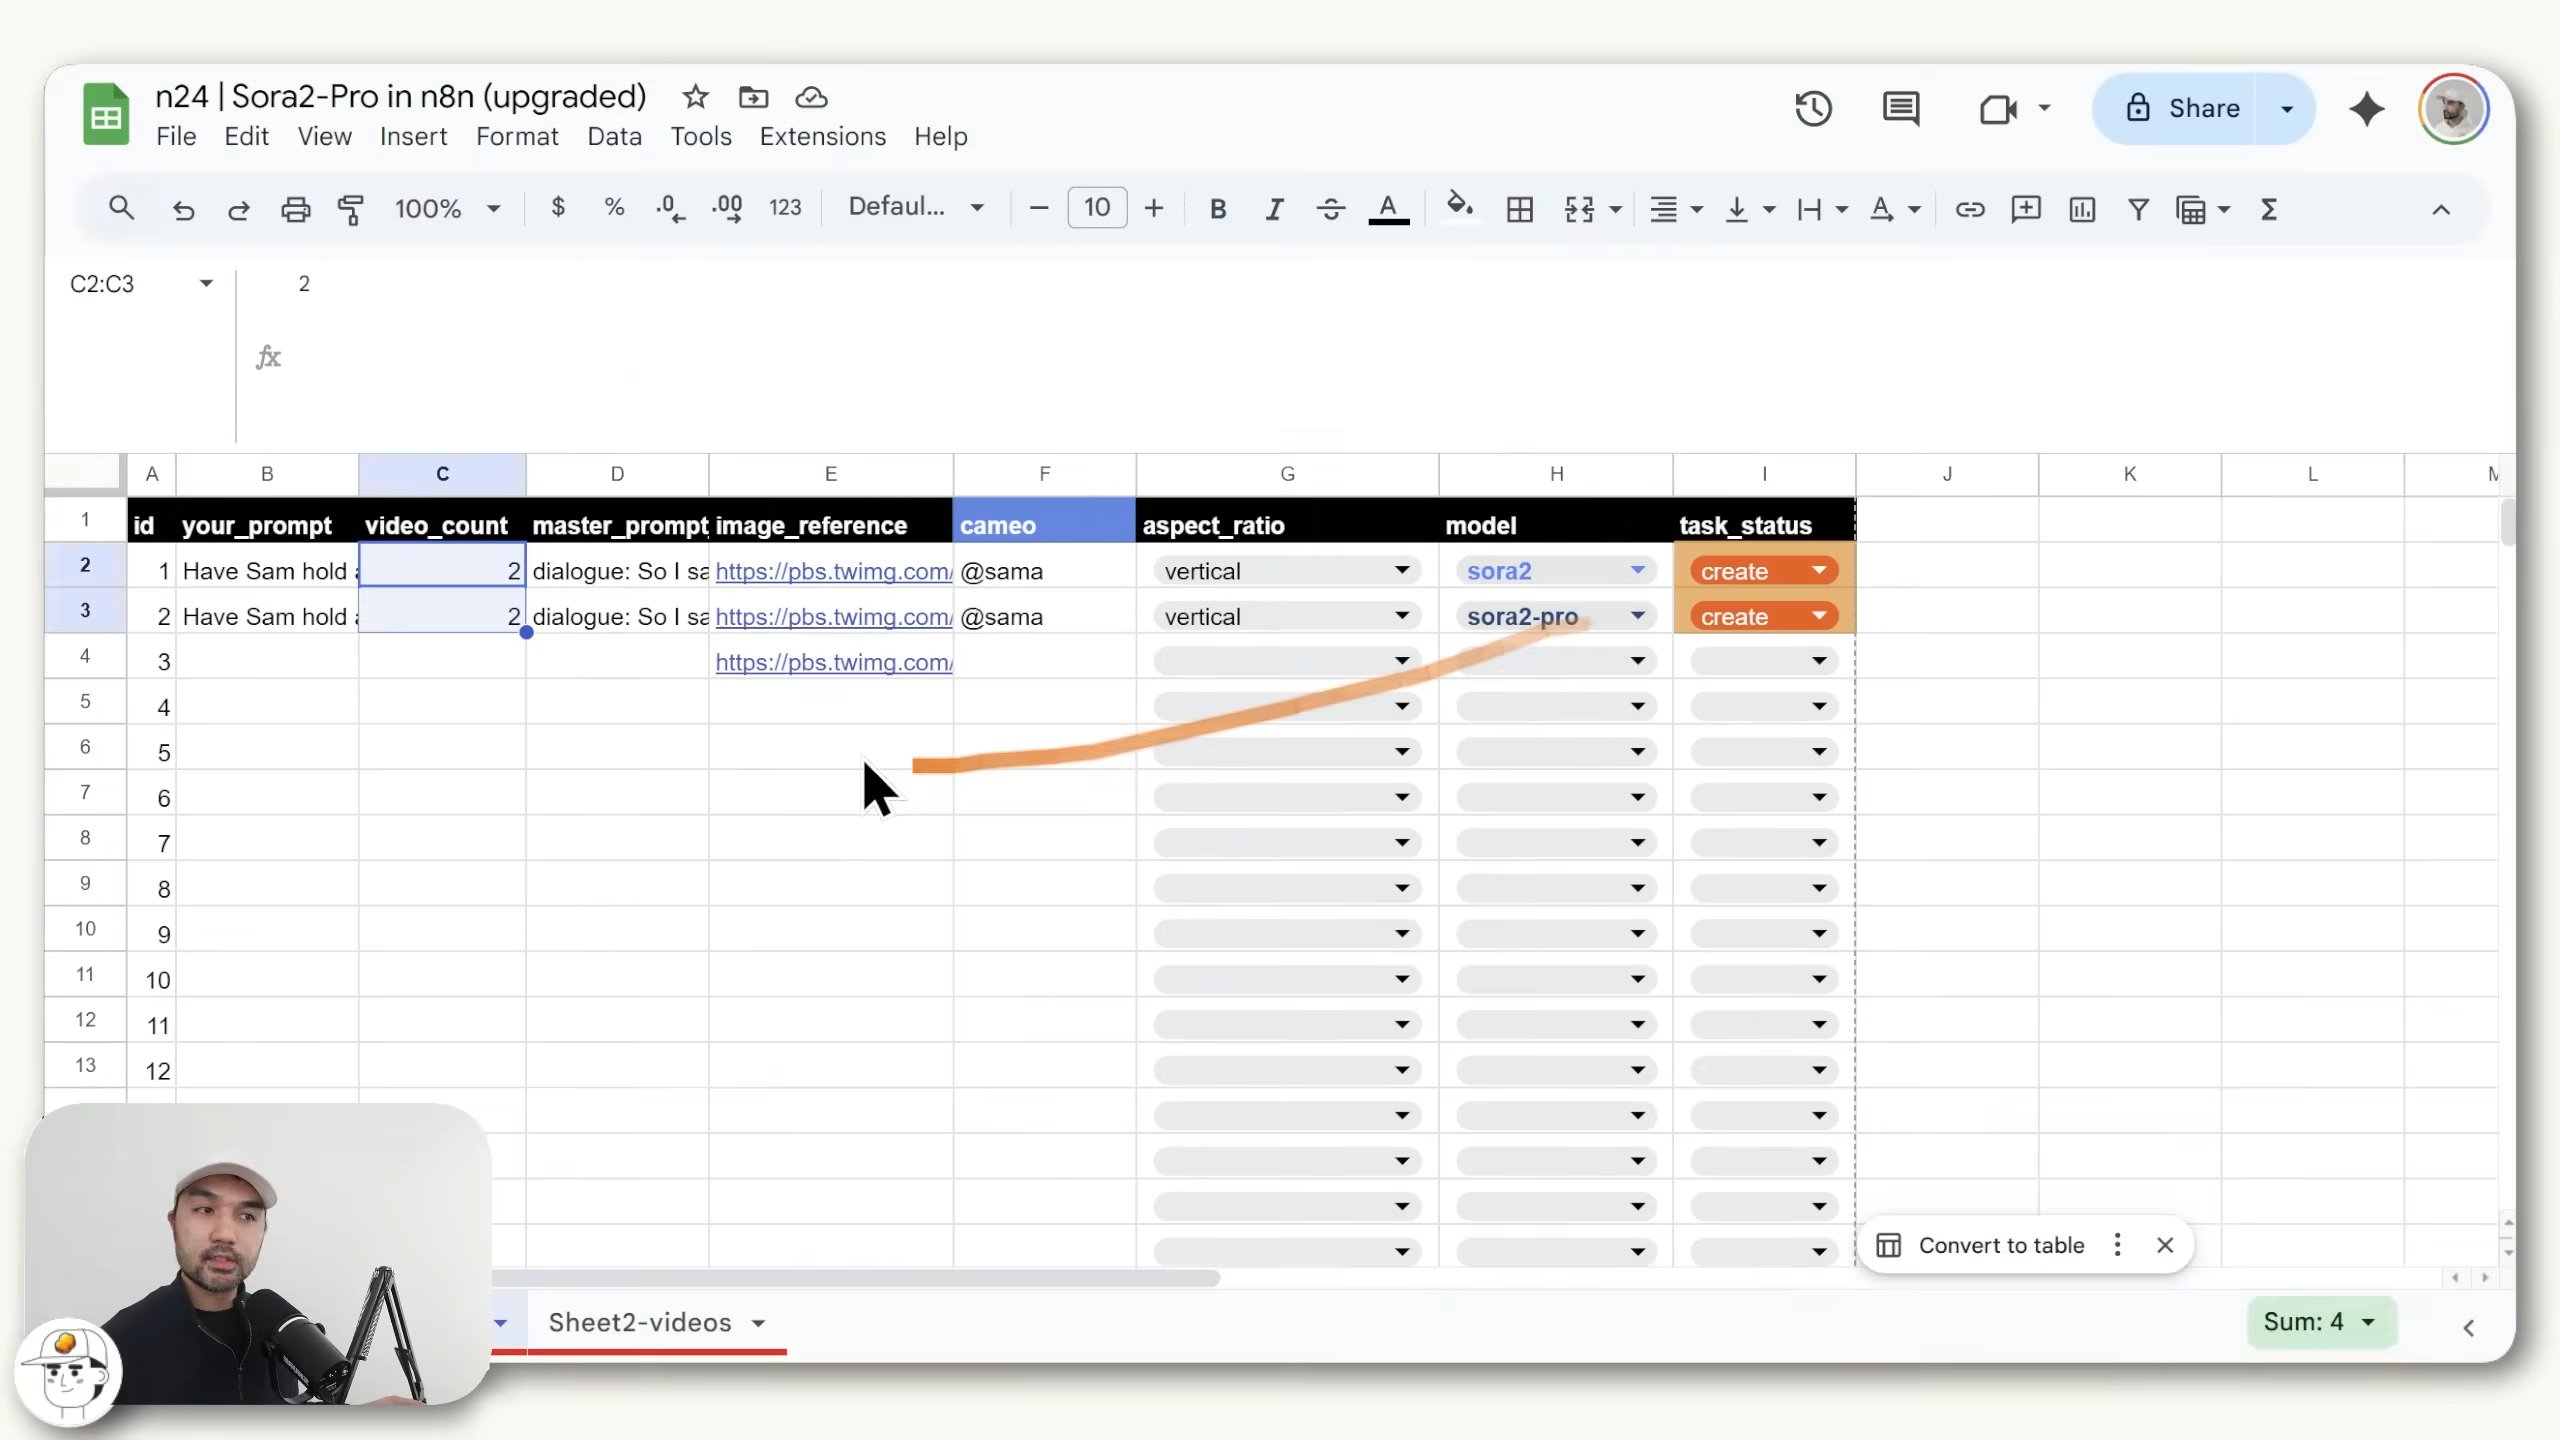 n24 | Sora2-Pro in n8n (upgraded)
File Edit View Insert Format Data Tools Extensions Help
Share
100% $ % .0 .00 123 Defaul... 10 B I A A Σ
C2:C3 2
fx
A B C D E F G H I J K L
1 id your_prompt video_count master_prompt image_reference cameo aspect_ratio model task_status
2 1 Have Sam hold 2 dialogue: So I sa https://pbs.twimg.com/ @sama vertical sora2 create
3 2 Have Sam hold 2 dialogue: So I sa https://pbs.twimg.com/ @sama vertical sora2-pro create
4 3 https://pbs.twimg.com/
5 4
6 5
7 6
8 7
9 8
10 9
11 10
12 11
13 12
Convert to table
Sheet2-videos
Sum: 4